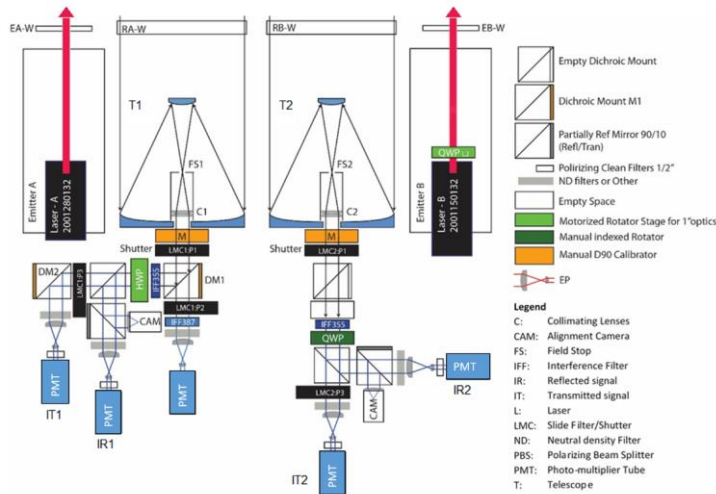 EA-W
RA-W
RB-W
EB-W
T1
T2
FS1
FS2
C1
C2
Emitter A
Laser - A
2001280132
Emitter B
Laser-B
2001150132
QWP L2
M
M
Shutter
LMC1:P1
Shutter
LMC2:P1
DM2
LMC1:P3
HWP
IFF355
DM1
LMC1:P2
CAM
IFF387
IFF355
QWP
PMT
IT1
PMT
IR1
PMT
LMC2:P3
CAM
PMT
IR2
PMT
IT2
Empty Dichroic Mount
Dichroic Mount M1
Partially Ref Mirror 90/10
(Refl/Tran)
Polirizing Clean Filters 1/2"
ND filters or Other
Empty Space
Motorized Rotator Stage for 1"optics
Manual indexed Rotator
Manual D90 Calibrator
EP
Legend
C: Collimating Lenses
CAM: Alignment Camera
FS: Field Stop
IFF: Interference Filter
IR: Reflected signal
IT: Transmitted signal
L: Laser
LMC: Slide Filter/Shutter
ND: Neutral density Filter
PBS: Polarizing Beam Splitter
PMT: Photo-multiplier Tube
T: Telescope